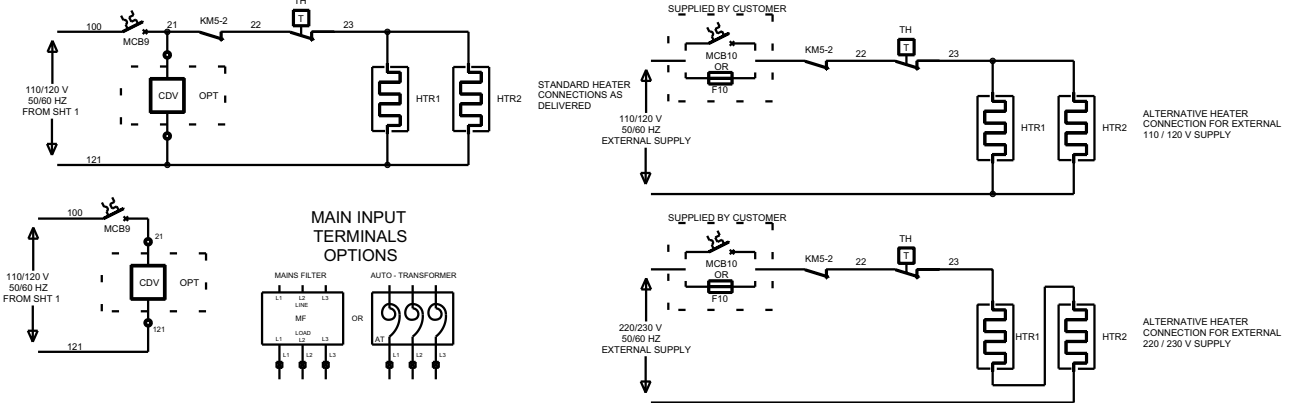 TH
T
100
21
KM5-2
22
23
MCB9
CDV
OPT
HTR1
HTR2
110/120 V
50/60 HZ
FROM SHT 1
STANDARD HEATER
CONNECTIONS AS
DELIVERED
121
SUPPLIED BY CUSTOMER
MCB10
OR
F10
KM5-2
22
TH
T
23
110/120 V
50/60 HZ
EXTERNAL SUPPLY
HTR1
HTR2
ALTERNATIVE HEATER
CONNECTION FOR EXTERNAL
110 / 120 V SUPPLY
100
MCB9
21
110/120 V
50/60 HZ
FROM SHT 1
CDV
OPT
121
121
MAIN INPUT
TERMINALS
OPTIONS
MAINS FILTER
L1 L2 L3
LINE
MF
LOAD
L1 L2 L3
L1 L2 L3
OR
AUTO - TRANSFORMER
AT
L1 L2 L3
SUPPLIED BY CUSTOMER
MCB10
OR
F10
KM5-2
22
TH
T
23
220/230 V
50/60 HZ
EXTERNAL SUPPLY
HTR1
HTR2
ALTERNATIVE HEATER
CONNECTION FOR EXTERNAL
220 / 230 V SUPPLY